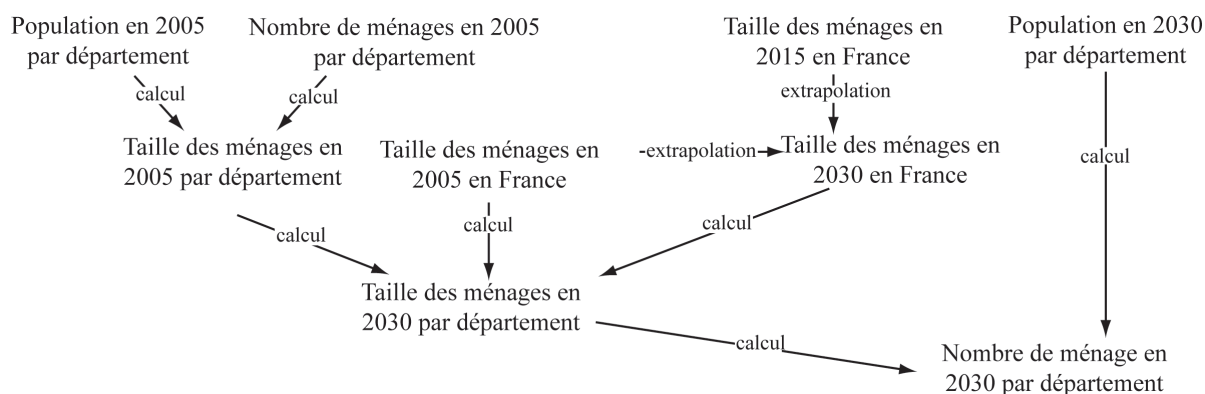 Population en 2005
par département
Nombre de ménages en 2005
par département
Taille des ménages en
2015 en France
Population en 2030
par département
calcul
calcul
extrapolation
Taille des ménages en
2005 par département
Taille des ménages en
2005 en France
-extrapolation
Taille des ménages en
2030 en France
calcul
calcul
calcul
calcul
Taille des ménages en
2030 par département
calcul
Nombre de ménage en
2030 par département